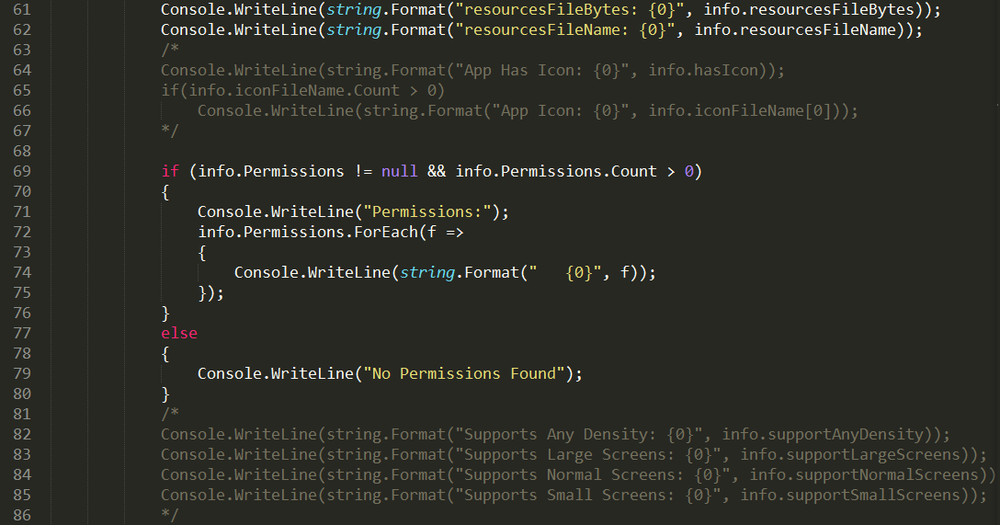 61 Console.WriteLine(string.Format("resourcesFileBytes: {0}", info.resourcesFileBytes));
62 Console.WriteLine(string.Format("resourcesFileName: {0}", info.resourcesFileName));
63 /*
64 Console.WriteLine(string.Format("App Has Icon: {0}", info.hasIcon));
65 if(info.iconFileName.Count > 0)
66     Console.WriteLine(string.Format("App Icon: {0}", info.iconFileName[0]));
67 */
68
69 if (info.Permissions != null && info.Permissions.Count > 0)
70 {
71     Console.WriteLine("Permissions:");
72     info.Permissions.ForEach(f =>
73     {
74         Console.WriteLine(string.Format("   {0}", f));
75     });
76 }
77 else
78 {
79     Console.WriteLine("No Permissions Found");
80 }
81 /*
82 Console.WriteLine(string.Format("Supports Any Density: {0}", info.supportAnyDensity));
83 Console.WriteLine(string.Format("Supports Large Screens: {0}", info.supportLargeScreens));
84 Console.WriteLine(string.Format("Supports Normal Screens: {0}", info.supportNormalScreens))
85 Console.WriteLine(string.Format("Supports Small Screens: {0}", info.supportSmallScreens));
86 */